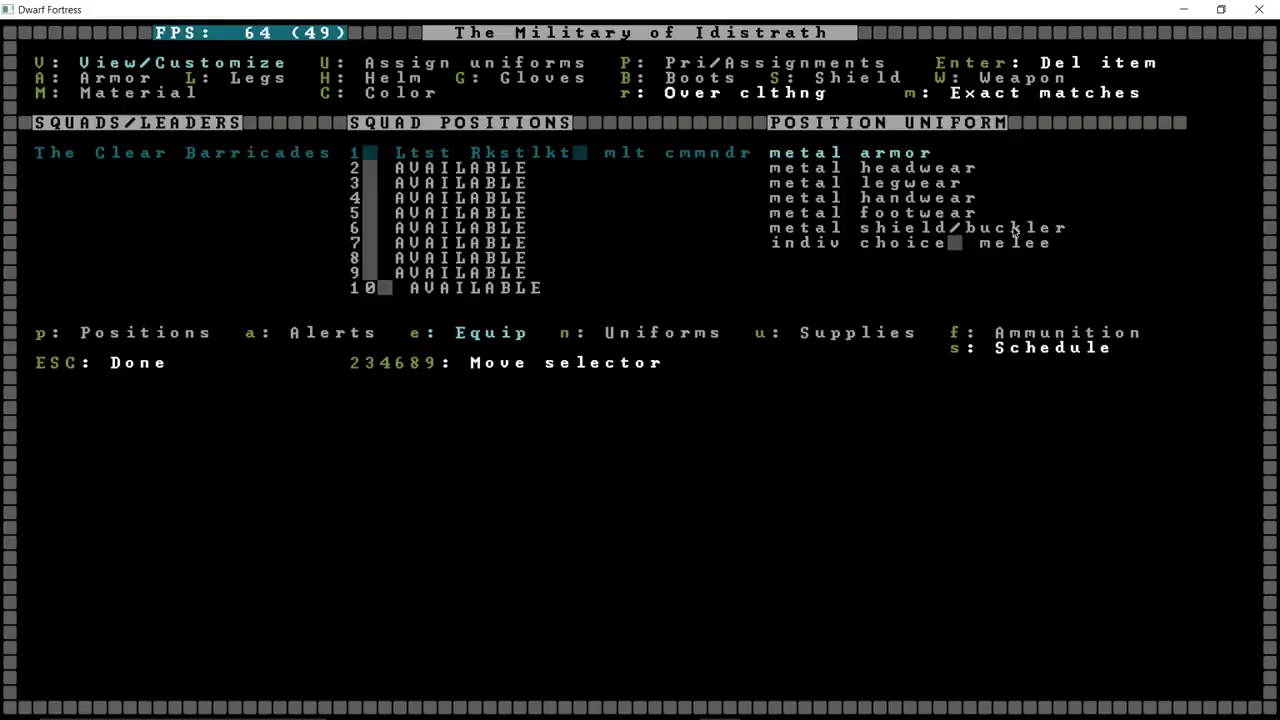 Dwarf Fortress
FPS: 64 (49)
The Military of Idistrath
V: View/Customize U: Assign uniforms P: Pri/Assignments Enter: Del item
A: Armor L: Legs H: Helm G: Gloves B: Boots S: Shield W: Weapon
M: Material C: Color r: Over clthng m: Exact matches
SQUADS/LEADERS SQUAD POSITIONS POSITION UNIFORM
The Clear Barricades 1 Ltst Rkstlkt mlt cmmndr metal armor
2 AVAILABLE metal headwear
3 AVAILABLE metal legwear
4 AVAILABLE metal handwear
5 AVAILABLE metal footwear
6 AVAILABLE metal shield/buckler
7 AVAILABLE indiv choice melee
8 AVAILABLE
9 AVAILABLE
10 AVAILABLE
p: Positions a: Alerts e: Equip n: Uniforms u: Supplies f: Ammunition
s: Schedule
ESC: Done 234689: Move selector